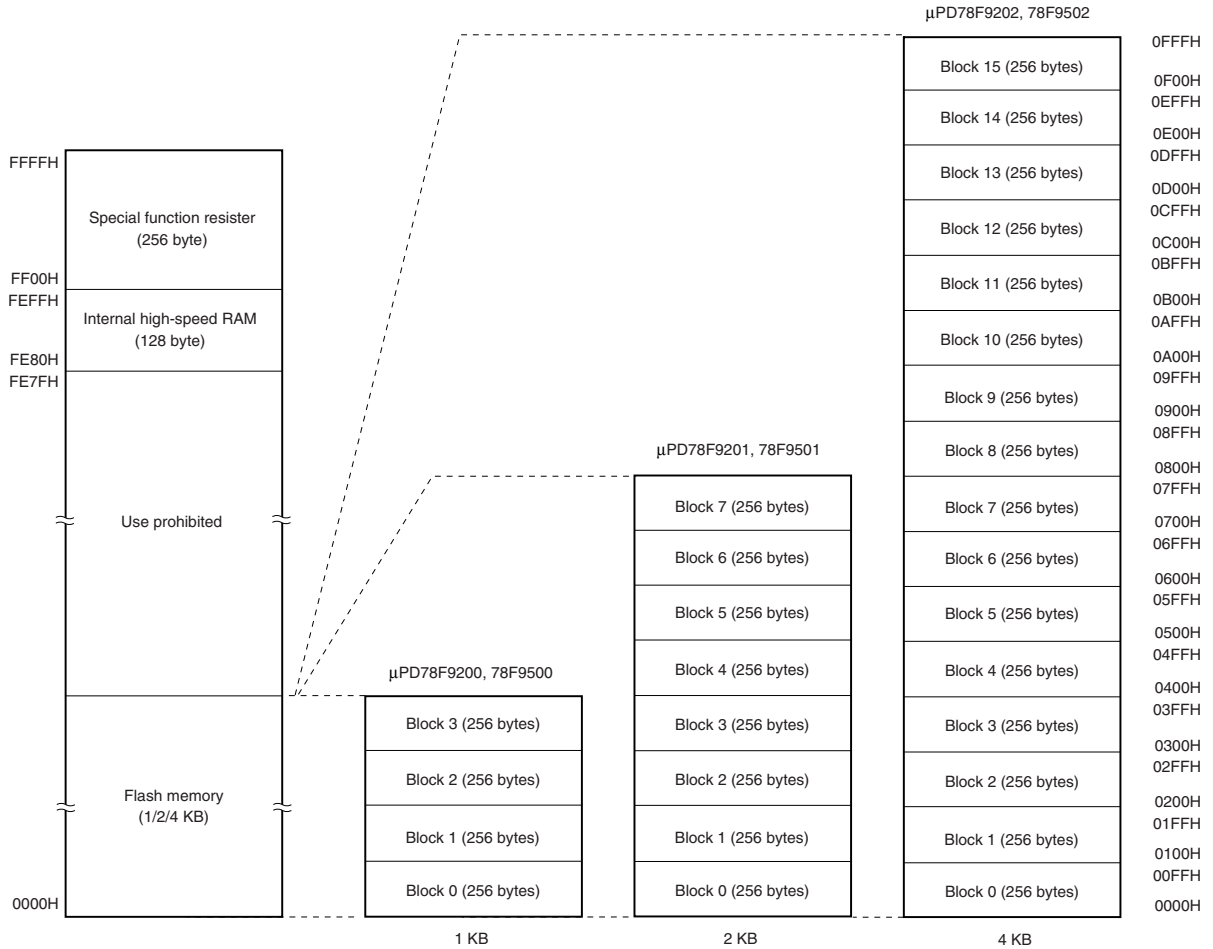 FFFFH
Special function resister
(256 byte)
FF00H
FEFFH
Internal high-speed RAM
(128 byte)
FE80H
FE7FH
Use prohibited
Flash memory
(1/2/4 KB)
0000H
μPD78F9200, 78F9500
Block 3 (256 bytes)
Block 2 (256 bytes)
Block 1 (256 bytes)
Block 0 (256 bytes)
1 KB
μPD78F9201, 78F9501
Block 7 (256 bytes)
Block 6 (256 bytes)
Block 5 (256 bytes)
Block 4 (256 bytes)
Block 3 (256 bytes)
Block 2 (256 bytes)
Block 1 (256 bytes)
Block 0 (256 bytes)
2 KB
μPD78F9202, 78F9502
Block 15 (256 bytes)
Block 14 (256 bytes)
Block 13 (256 bytes)
Block 12 (256 bytes)
Block 11 (256 bytes)
Block 10 (256 bytes)
Block 9 (256 bytes)
Block 8 (256 bytes)
Block 7 (256 bytes)
Block 6 (256 bytes)
Block 5 (256 bytes)
Block 4 (256 bytes)
Block 3 (256 bytes)
Block 2 (256 bytes)
Block 1 (256 bytes)
Block 0 (256 bytes)
4 KB
0FFFH
0F00H
0EFFH
0E00H
0DFFH
0D00H
0CFFH
0C00H
0BFFH
0B00H
0AFFH
0A00H
09FFH
0900H
08FFH
0800H
07FFH
0700H
06FFH
0600H
05FFH
0500H
04FFH
0400H
03FFH
0300H
02FFH
0200H
01FFH
0100H
00FFH
0000H